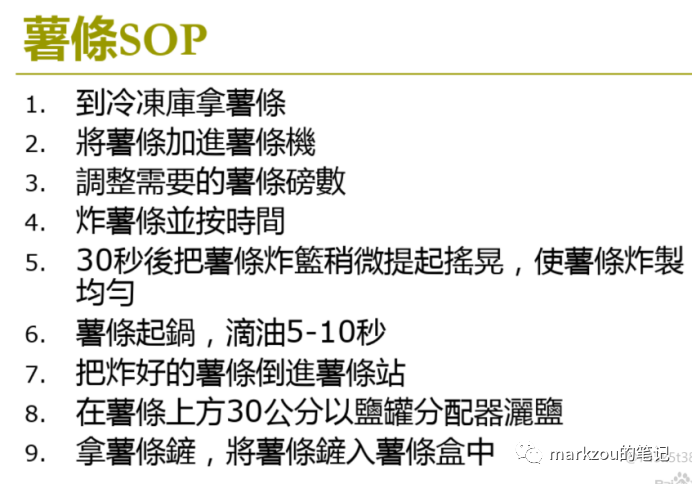 薯條SOP
1. 到冷凍庫拿薯條
2. 將薯條加進薯條機
3. 調整需要的薯條磅數
4. 炸薯條並按時間
5. 30秒後把薯條炸籃稍微提起搖晃，使薯條炸製
均勻
6. 薯條起鍋，滴油5-10秒
7. 把炸好的薯條倒進薯條站
8. 在薯條上方30公分以鹽罐分配器灑鹽
9. 拿薯條鏟，將薯條鏟入薯條盒中
markzou的笔记